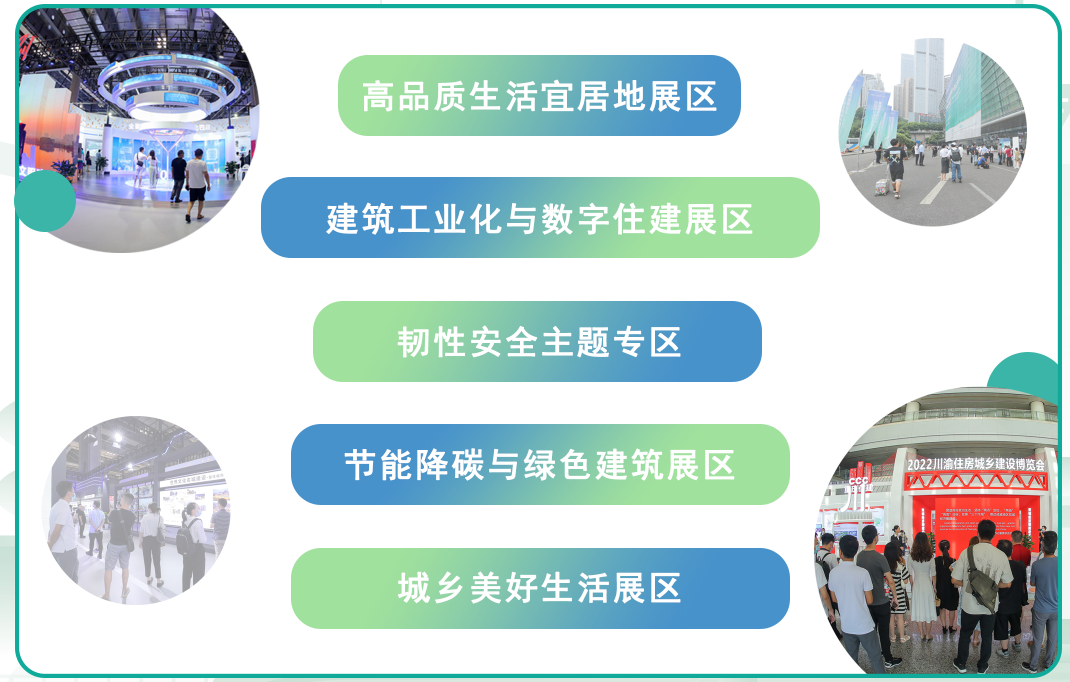 高品质生活宜居地展区
建筑工业化与数字住建展区
韧性安全主题专区
节能降碳与绿色建筑展区
2022川渝住房城乡建设博览会
城乡美好生活展区